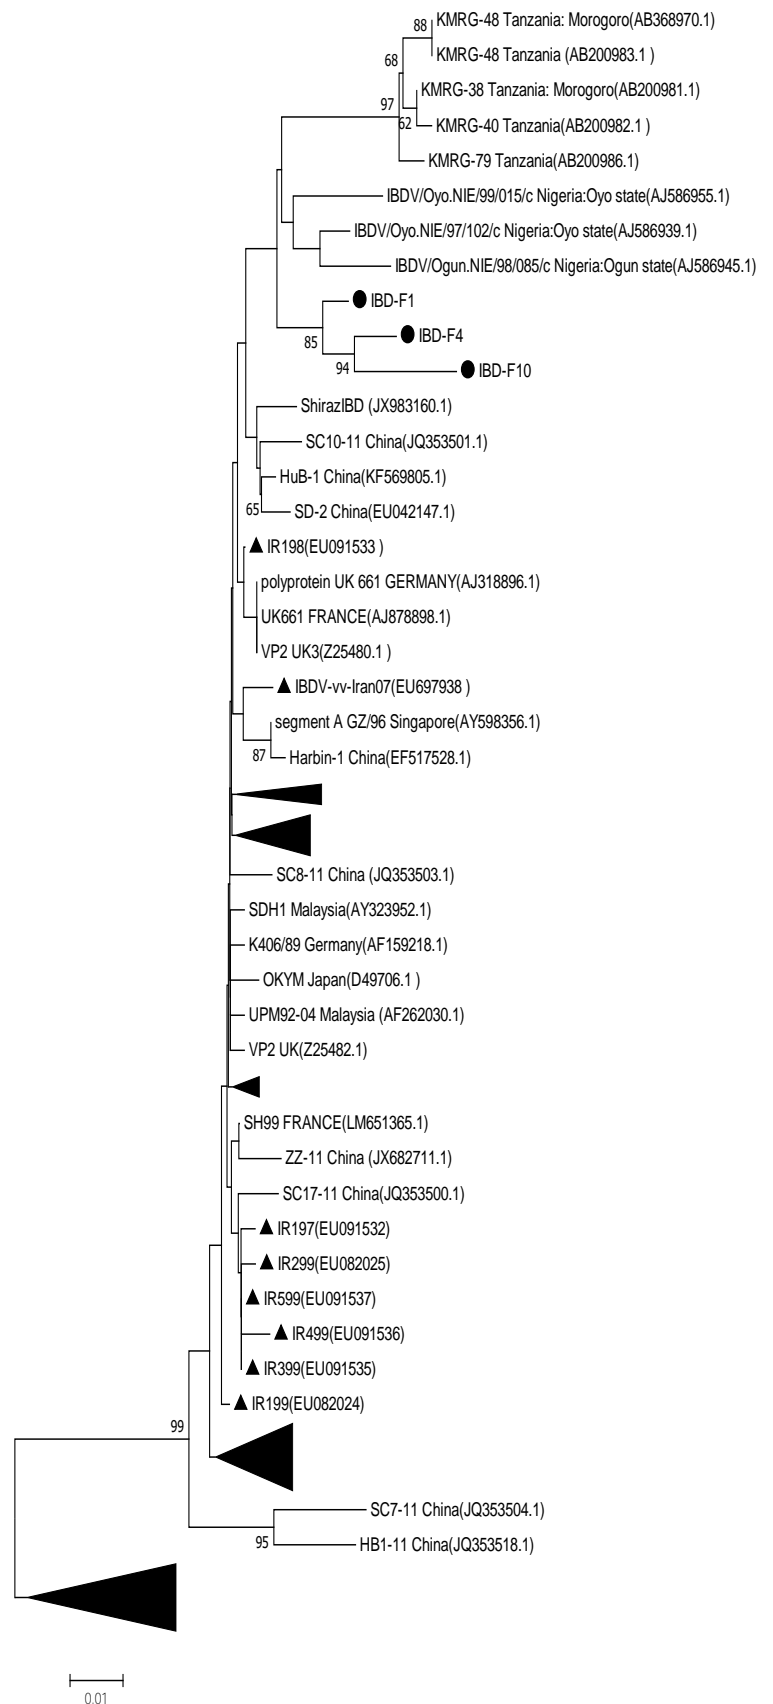 88
KMRG-48 Tanzania: Morogoro(AB368970.1)
KMRG-48 Tanzania (AB200983.1 )
68
KMRG-38 Tanzania: Morogoro(AB200981.1)
97
62
KMRG-40 Tanzania(AB200982.1 )
KMRG-79 Tanzania(AB200986.1)
IBDV/Oyo.NIE/99/015/c Nigeria:Oyo state(AJ586955.1)
IBDV/Oyo.NIE/97/102/c Nigeria:Oyo state(AJ586939.1)
IBDV/Ogun.NIE/98/085/c Nigeria:Ogun state(AJ586945.1)
IBD-F1
85
IBD-F4
94
IBD-F10
ShirazIBD (JX983160.1)
SC10-11 China(JQ353501.1)
HuB-1 China(KF569805.1)
65
SD-2 China(EU042147.1)
IR198(EU091533 )
polyprotein UK 661 GERMANY(AJ318896.1)
UK661 FRANCE(AJ878898.1)
VP2 UK3(Z25480.1 )
IBDV-vv-Iran07(EU697938 )
segment A GZ/96 Singapore(AY598356.1)
87
Harbin-1 China(EF517528.1)
SC8-11 China (JQ353503.1)
SDH1 Malaysia(AY323952.1)
K406/89 Germany(AF159218.1)
OKYM Japan(D49706.1 )
UPM92-04 Malaysia (AF262030.1)
VP2 UK(Z25482.1)
SH99 FRANCE(LM651365.1)
ZZ-11 China (JX682711.1)
SC17-11 China(JQ353500.1)
IR197(EU091532)
IR299(EU082025)
IR599(EU091537)
IR499(EU091536)
IR399(EU091535)
IR199(EU082024)
99
SC7-11 China(JQ353504.1)
95
HB1-11 China(JQ353518.1)
0.01